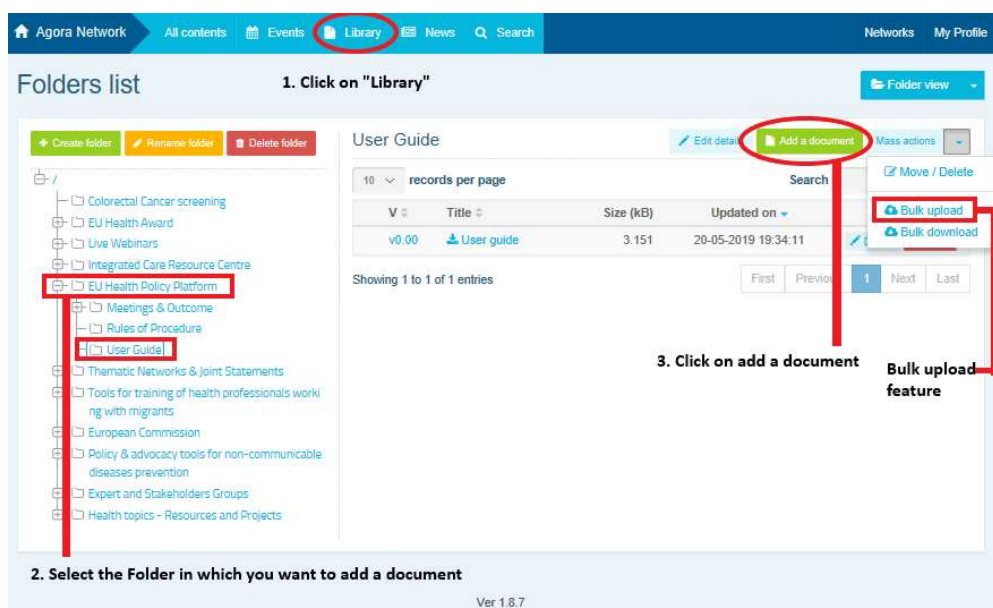 Agora Network All contents Events Library News Search Networks My Profile
Folders list
1. Click on "Library"
Folder view
Create folder Rename folder Delete folder
User Guide
Edit detail Add a document Mass actions
Move / Delete
Bulk upload
Bulk download
10 records per page Search
V Title Size (kB) Updated on
v0.00 User guide 3.151 20-05-2019 19:34:11
Showing 1 to 1 of 1 entries
First 1 Next Last
/
Colorectal Cancer screening
EU Health Award
Live Webinars
Integrated Care Resource Centre
EU Health Policy Platform
Meetings & Outcome
Rules of Procedure
User Guide
Thematic Networks & Joint Statements
Tools for training of health professionals worki
ng with migrants
European Commission
Policy & advocacy tools for non-communicable
diseases prevention
Expert and Stakeholders Groups
Health topics - Resources and Projects
3. Click on add a document
Bulk upload
feature
2. Select the Folder in which you want to add a document
Ver 1.8.7